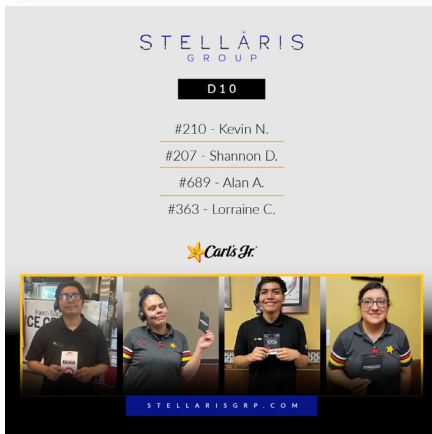 STELLARIS
GROUP
D10
#210 - Kevin N.
#207 - Shannon D.
#689 - Alan A.
#363 - Lorraine C.
Carl's Jr.
STELLARISGRP.COM